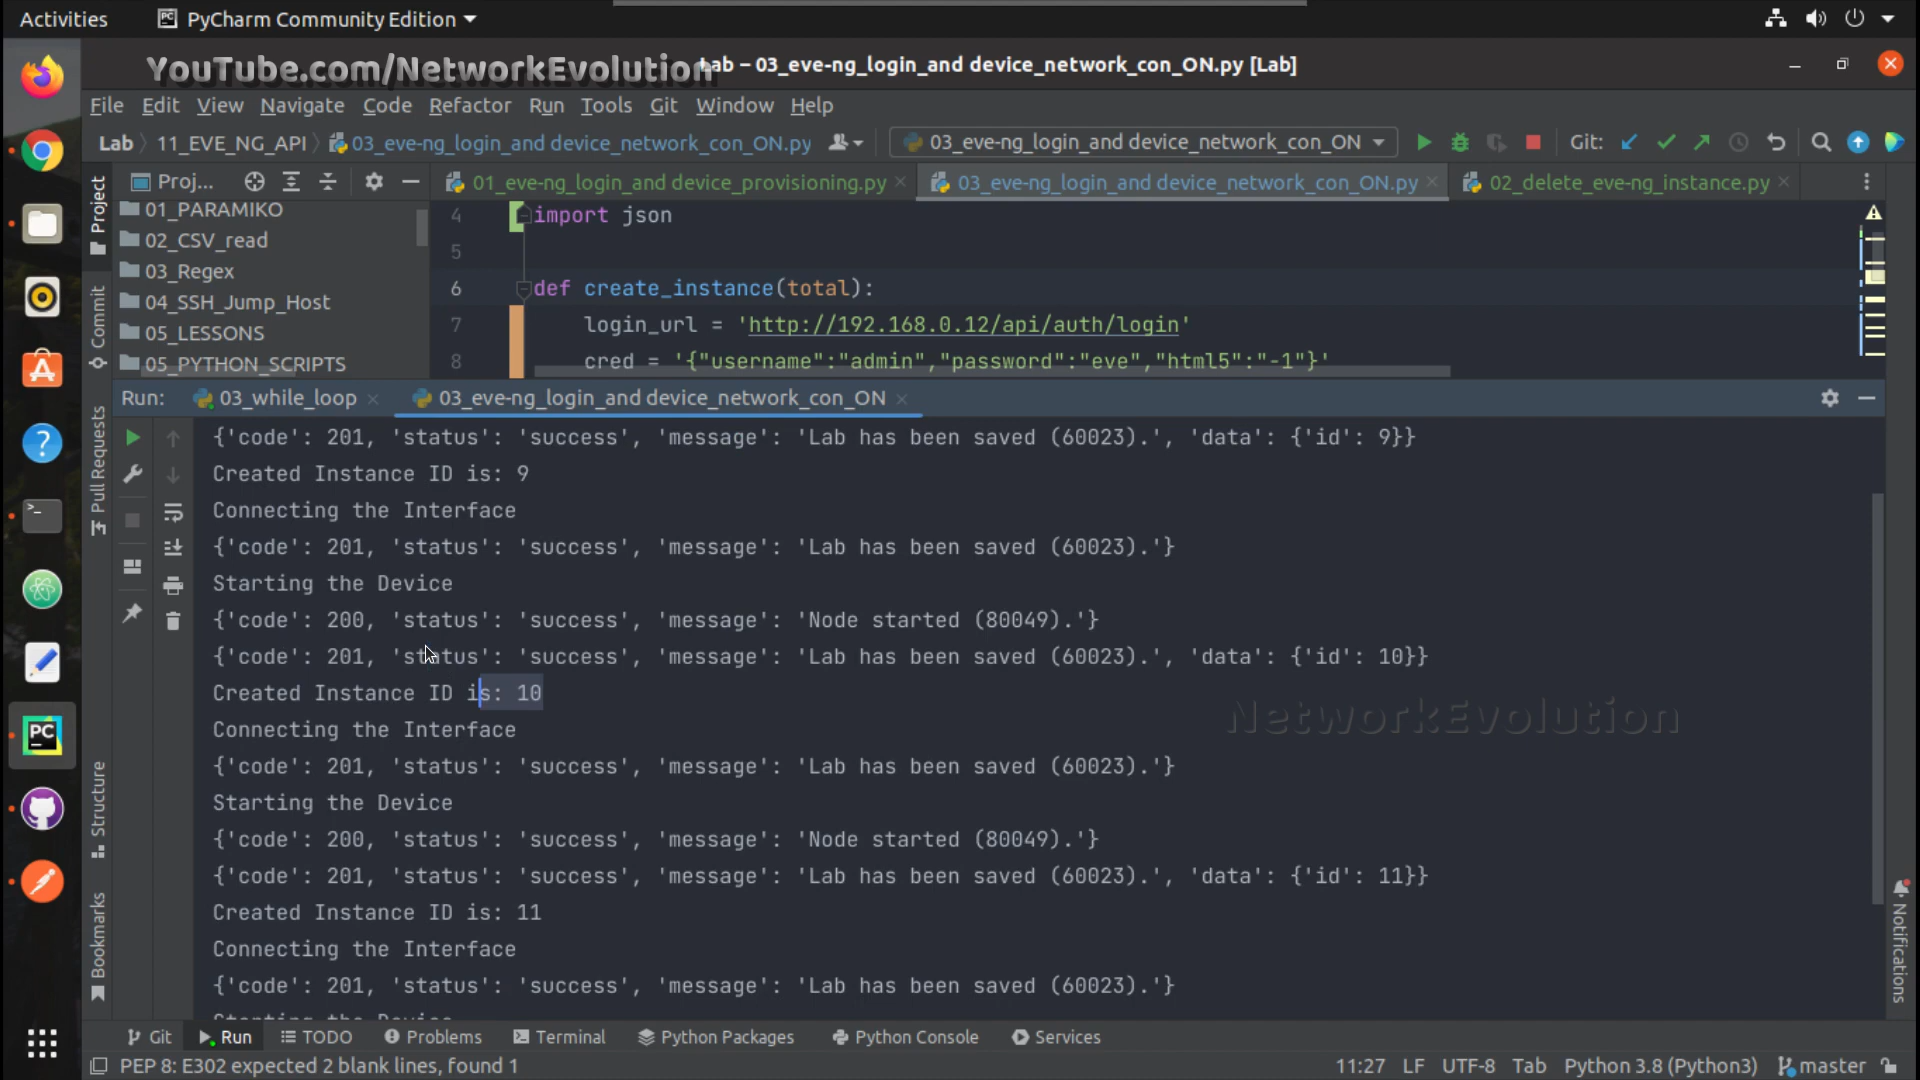 Activities
PyCharm Community Edition
YouTube.com/NetworkEvolution
Lab – 03_eve-ng_login_and device_network_con_ON.py [Lab]
File Edit View Navigate Code Refactor Run Tools Git Window Help
Lab 11_EVE_NG_API 03_eve-ng_login_and device_network_con_ON.py 03_eve-ng_login_and device_network_con_ON Git:
Project
Proj...
01_eve-ng_login_and device_provisioning.py 03_eve-ng_login_and device_network_con_ON.py 02_delete_eve-ng_instance.py
01_PARAMIKO
02_CSV_read
03_Regex
04_SSH_Jump_Host
05_LESSONS
05_PYTHON_SCRIPTS
4 import json
5
6 def create_instance(total):
7 login_url = 'http://192.168.0.12/api/auth/login'
8 cred = '{"username":"admin","password":"eve","html5":"-1"}'
Commit
Pull Requests
Structure
Bookmarks
Notifications
Run: 03_while_loop 03_eve-ng_login_and device_network_con_ON
{'code': 201, 'status': 'success', 'message': 'Lab has been saved (60023).', 'data': {'id': 9}}
Created Instance ID is: 9
Connecting the Interface
{'code': 201, 'status': 'success', 'message': 'Lab has been saved (60023).'}
Starting the Device
{'code': 200, 'status': 'success', 'message': 'Node started (80049).'}
{'code': 201, 'status': 'success', 'message': 'Lab has been saved (60023).', 'data': {'id': 10}}
Created Instance ID is: 10
NetworkEvolution
Connecting the Interface
{'code': 201, 'status': 'success', 'message': 'Lab has been saved (60023).'}
Starting the Device
{'code': 200, 'status': 'success', 'message': 'Node started (80049).'}
{'code': 201, 'status': 'success', 'message': 'Lab has been saved (60023).', 'data': {'id': 11}}
Created Instance ID is: 11
Connecting the Interface
{'code': 201, 'status': 'success', 'message': 'Lab has been saved (60023).'}
Starting the Device
Git Run TODO Problems Terminal Python Packages Python Console Services
PEP 8: E302 expected 2 blank lines, found 1
11:27 LF UTF-8 Tab Python 3.8 (Python3) master